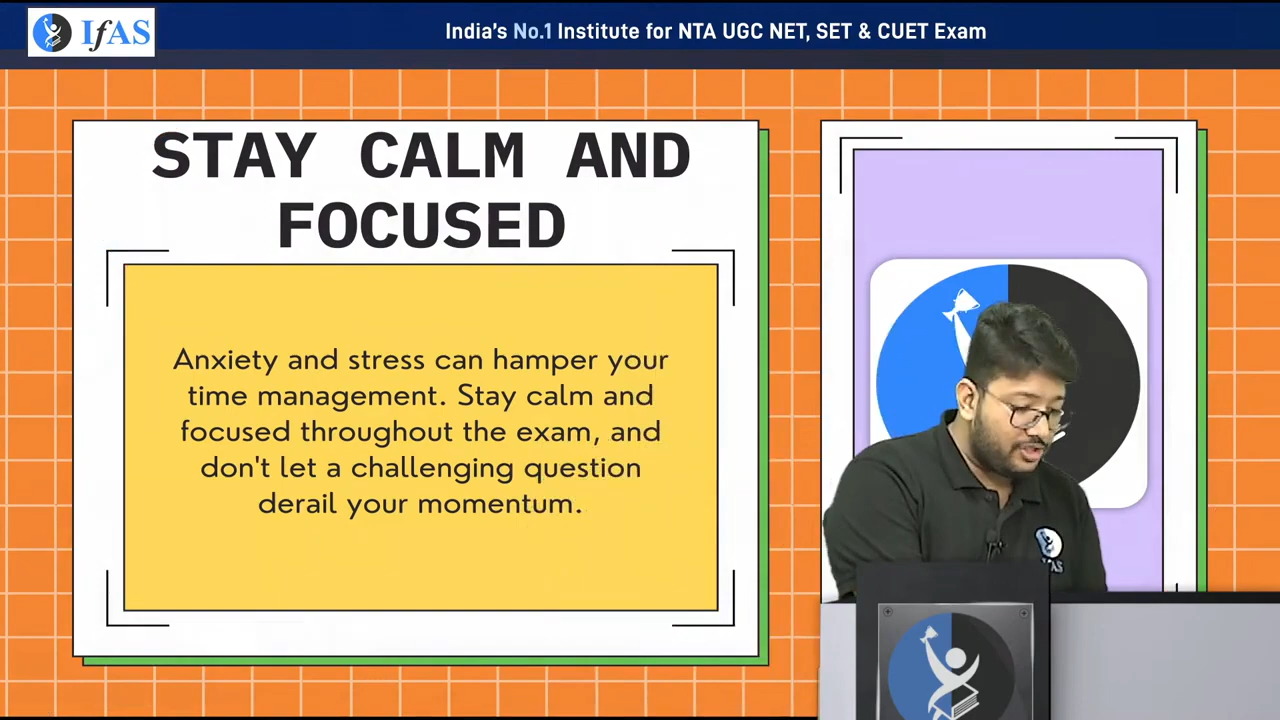 IfAS
India's No.1 Institute for NTA UGC NET, SET & CUET Exam
STAY CALM AND
FOCUSED
Anxiety and stress can hamper your
time management. Stay calm and
focused throughout the exam, and
don't let a challenging question
derail your momentum.
IfAS